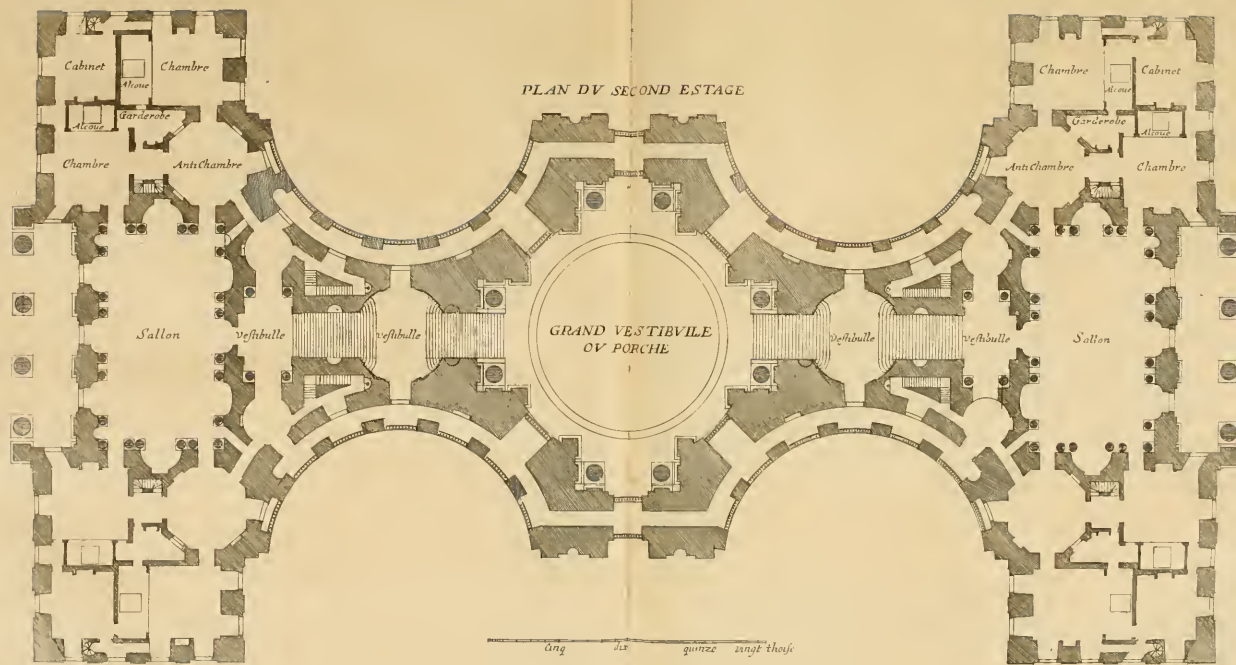 PLAN DV SECOND ESTAGE
Cabinet
Alcoue
Chambre
Alcoue
Garderobe
Chambre
AntiChambre
Sallon
Vestibulle
Vestibulle
GRAND VESTIBVILE
OV PORCHE
Vestibulle
Vestibulle
Sallon
Chambre
Alcoue
Cabinet
Garderobe
Alcoue
AntiChambre
Chambre
Cinq dix quinze vingt thoise